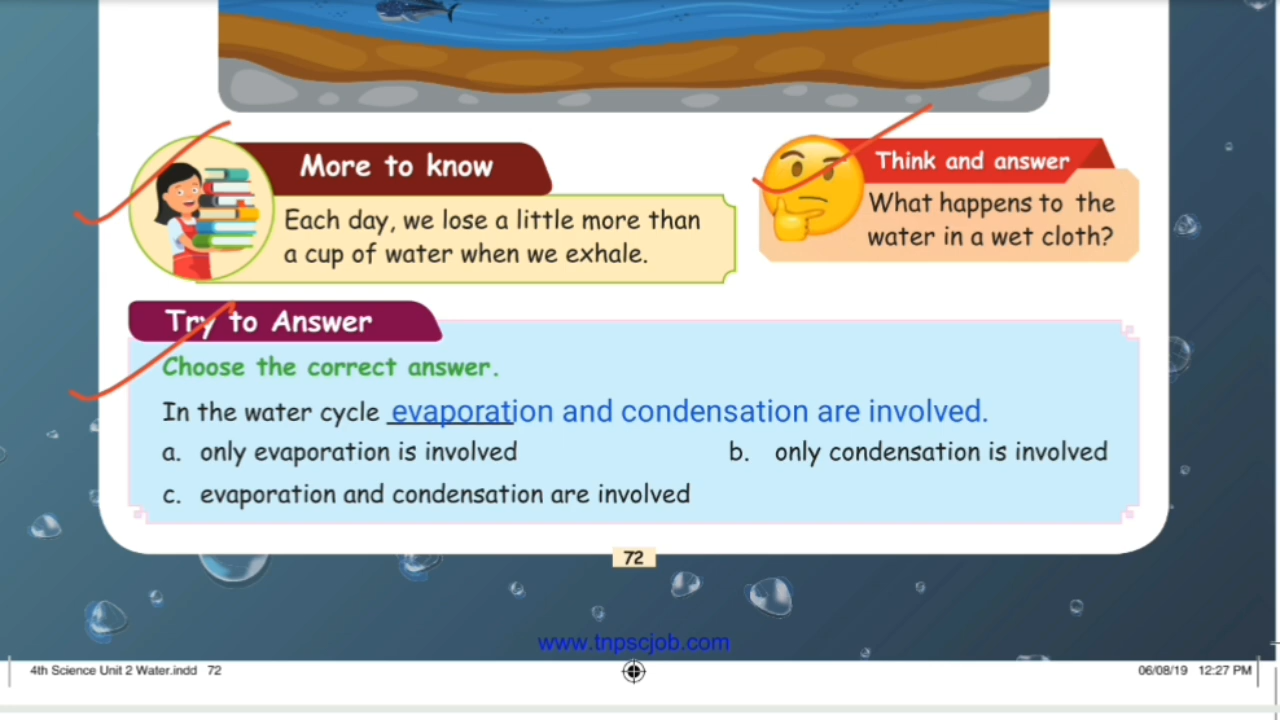 More to know
Each day, we lose a little more than
a cup of water when we exhale.
Think and answer
What happens to the
water in a wet cloth?
Try to Answer
Choose the correct answer.
In the water cycle evaporation and condensation are involved.
a. only evaporation is involved
b. only condensation is involved
c. evaporation and condensation are involved
72
www.tnpscjob.com
4th Science Unit 2 Water.indd 72
06/08/19 12:27 PM